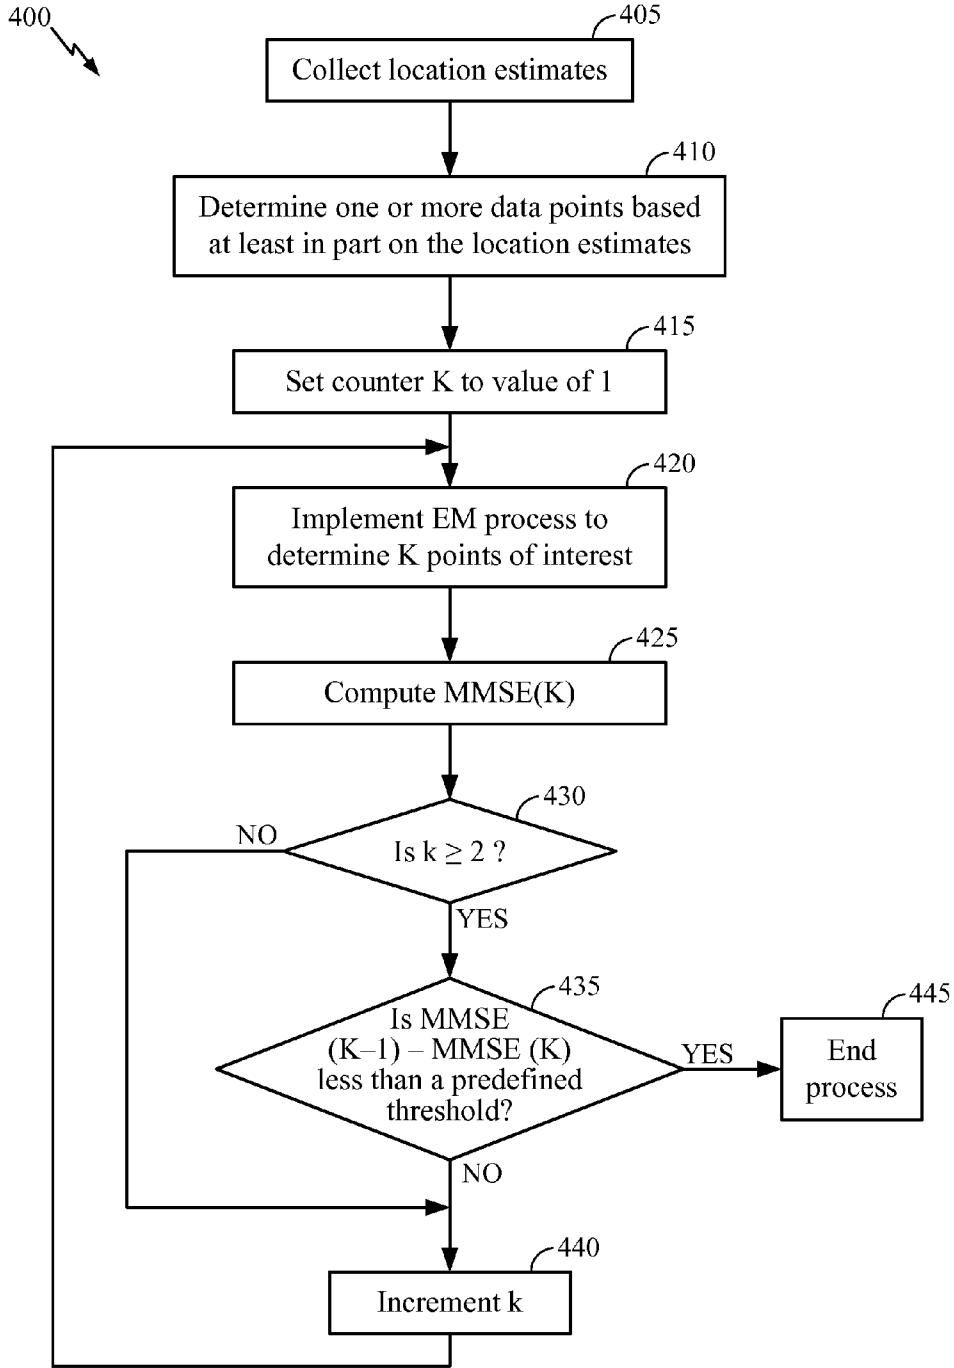 400
405
Collect location estimates
410
Determine one or more data points based
at least in part on the location estimates
415
Set counter K to value of 1
420
Implement EM process to
determine K points of interest
425
Compute MMSE(K)
430
NO
Is k ≥ 2 ?
YES
435
Is MMSE
(K–1) – MMSE (K)
less than a predefined
threshold?
YES
445
End
process
NO
440
Increment k